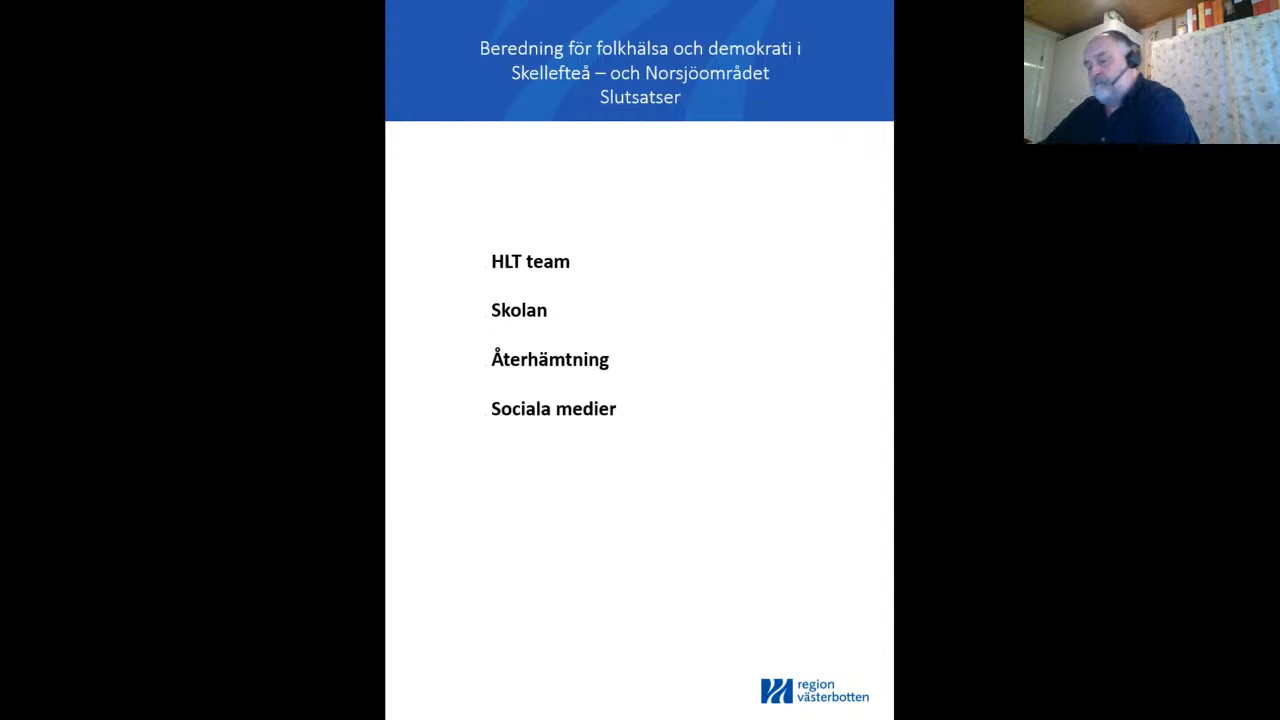 Beredning för folkhälsa och demokrati i
Skellefteå – och Norsjöområdet
Slutsatser
HLT team
Skolan
Återhämtning
Sociala medier
region
västerbotten